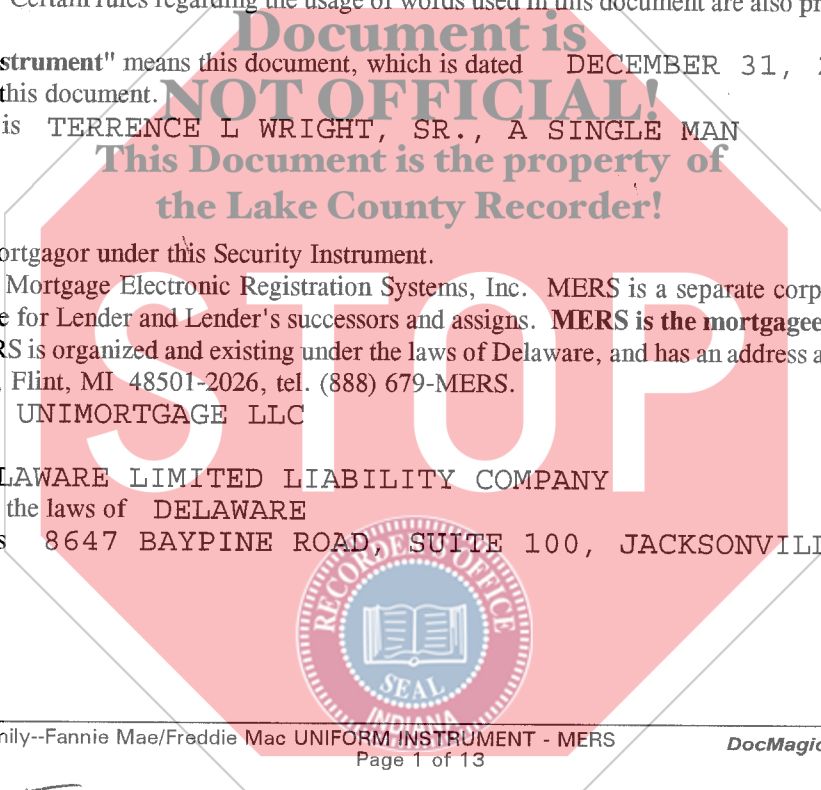 Certain rules regarding the usage of words used in this document are also
Document is
strument" means this document, which is dated DECEMBER 31,
this document.
NOT OFFICIAL!
is TERRENCE L WRIGHT, SR., A SINGLE MAN
This Document is the property of
the Lake County Recorder!
ortgagor under this Security Instrument.
Mortgage Electronic Registration Systems, Inc. MERS is a separate corp
e for Lender and Lender's successors and assigns. MERS is the mortgagee
RS is organized and existing under the laws of Delaware, and has an address a
, Flint, MI 48501-2026, tel. (888) 679-MERS.
STOP
UNIMORTGAGE LLC
LAWARE LIMITED LIABILITY COMPANY
the laws of DELAWARE
s 8647 BAYPINE ROAD, SUITE 100, JACKSONVILL
RECORDER'S OFFICE
SEAL
INDIANA
mily--Fannie Mae/Freddie Mac UNIFORM INSTRUMENT - MERS
DocMagic
Page 1 of 13